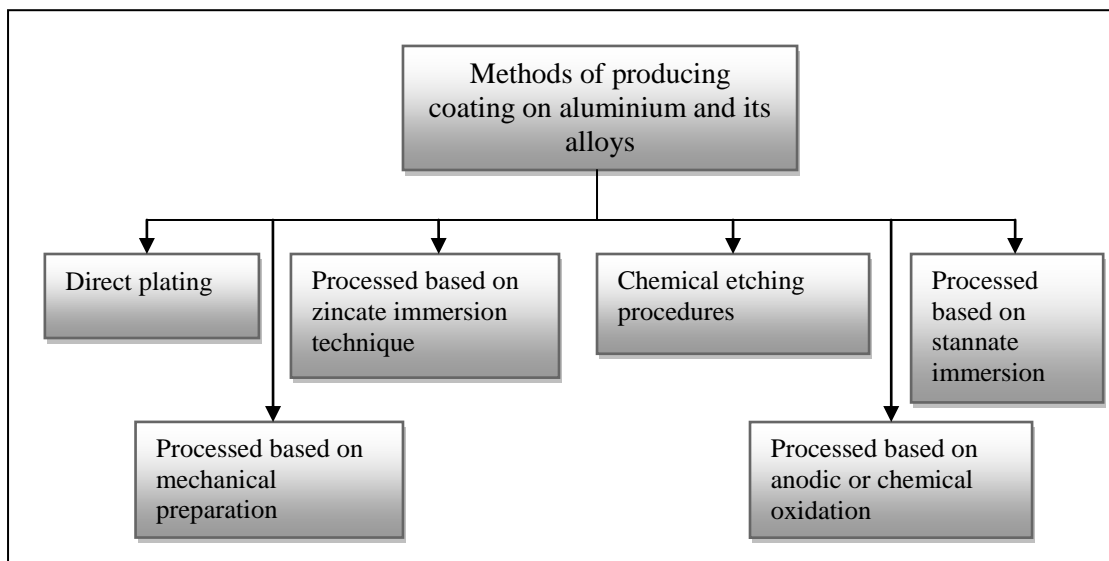 Methods of producing
coating on aluminium and its
alloys
Direct plating
Processed based on
zincate immersion
technique
Chemical etching
procedures
Processed
based on
stannate
immersion
Processed based on
mechanical
preparation
Processed based on
anodic or chemical
oxidation